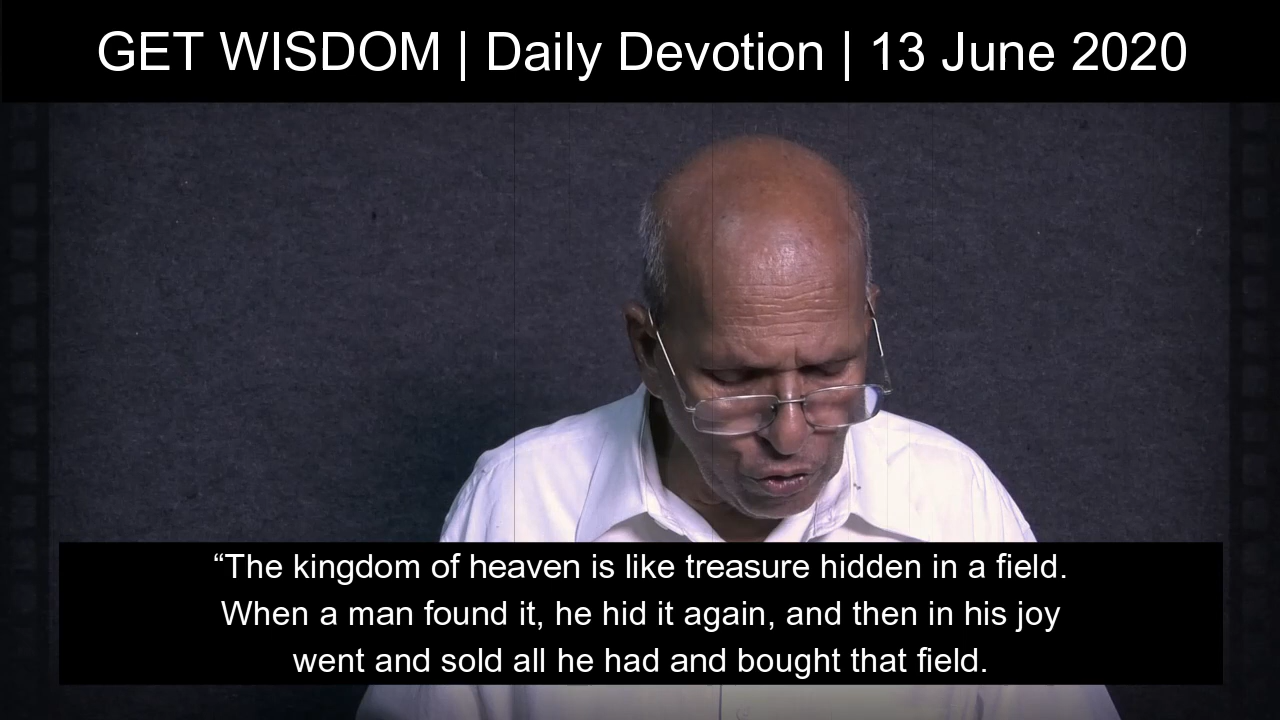 GET WISDOM | Daily Devotion | 13 June 2020
“The kingdom of heaven is like treasure hidden in a field.
When a man found it, he hid it again, and then in his joy
went and sold all he had and bought that field.